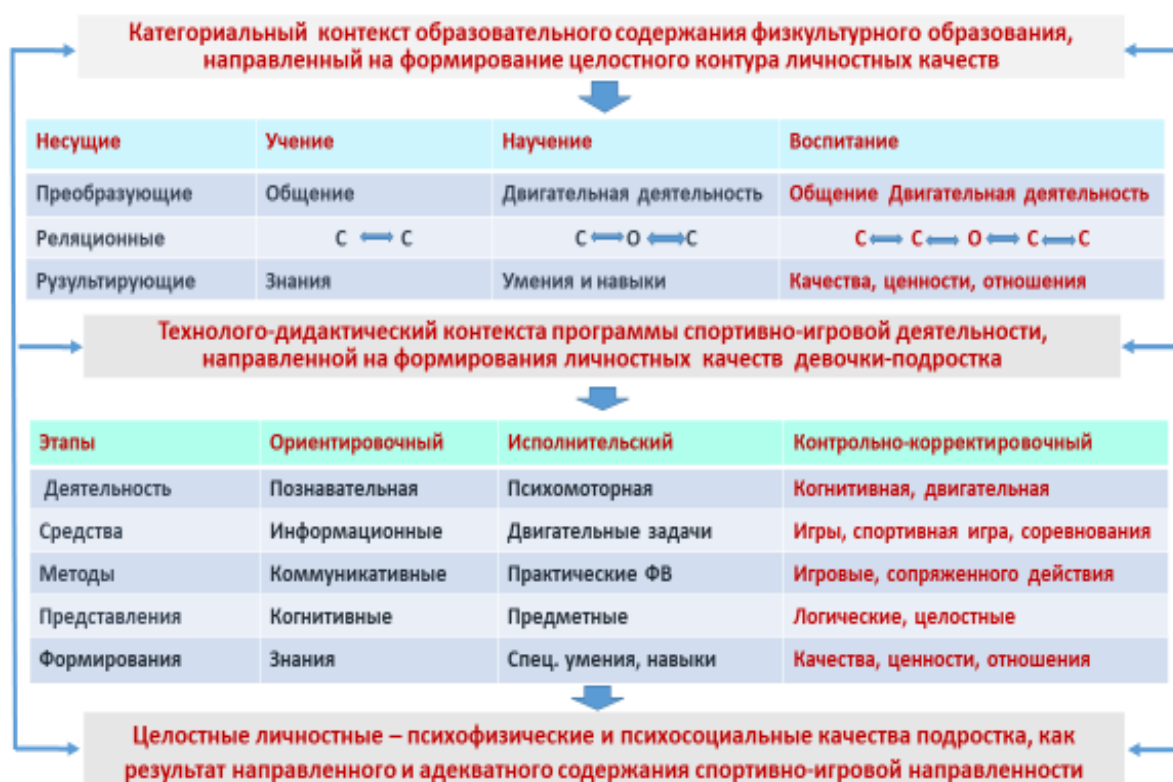 Категориальный контекст образовательного содержания физкультурного образования,
направленный на формирование целостного контура личностных качеств
Несущие Учение Научение Воспитание
Преобразующие Общение Двигательная деятельность Общение Двигательная деятельность
Реляционные С С С О С С С О С С
Рузультирующие Знания Умения и навыки Качества, ценности, отношения
Технолого-дидактический контекста программы спортивно-игровой деятельности,
направленной на формирования личностных качеств девочки-подростка
Этапы Ориентировочный Исполнительский Контрольно-корректировочный
Деятельность Познавательная Психомоторная Когнитивная, двигательная
Средства Информационные Двигательные задачи Игры, спортивная игра, соревнования
Методы Коммуникативные Практические ФВ Игровые, сопряженного действия
Представления Когнитивные Предметные Логические, целостные
Формирования Знания Спец. умения, навыки Качества, ценности, отношения
Целостные личностные – психофизические и психосоциальные качества подростка, как
результат направленного и адекватного содержания спортивно-игровой направленности